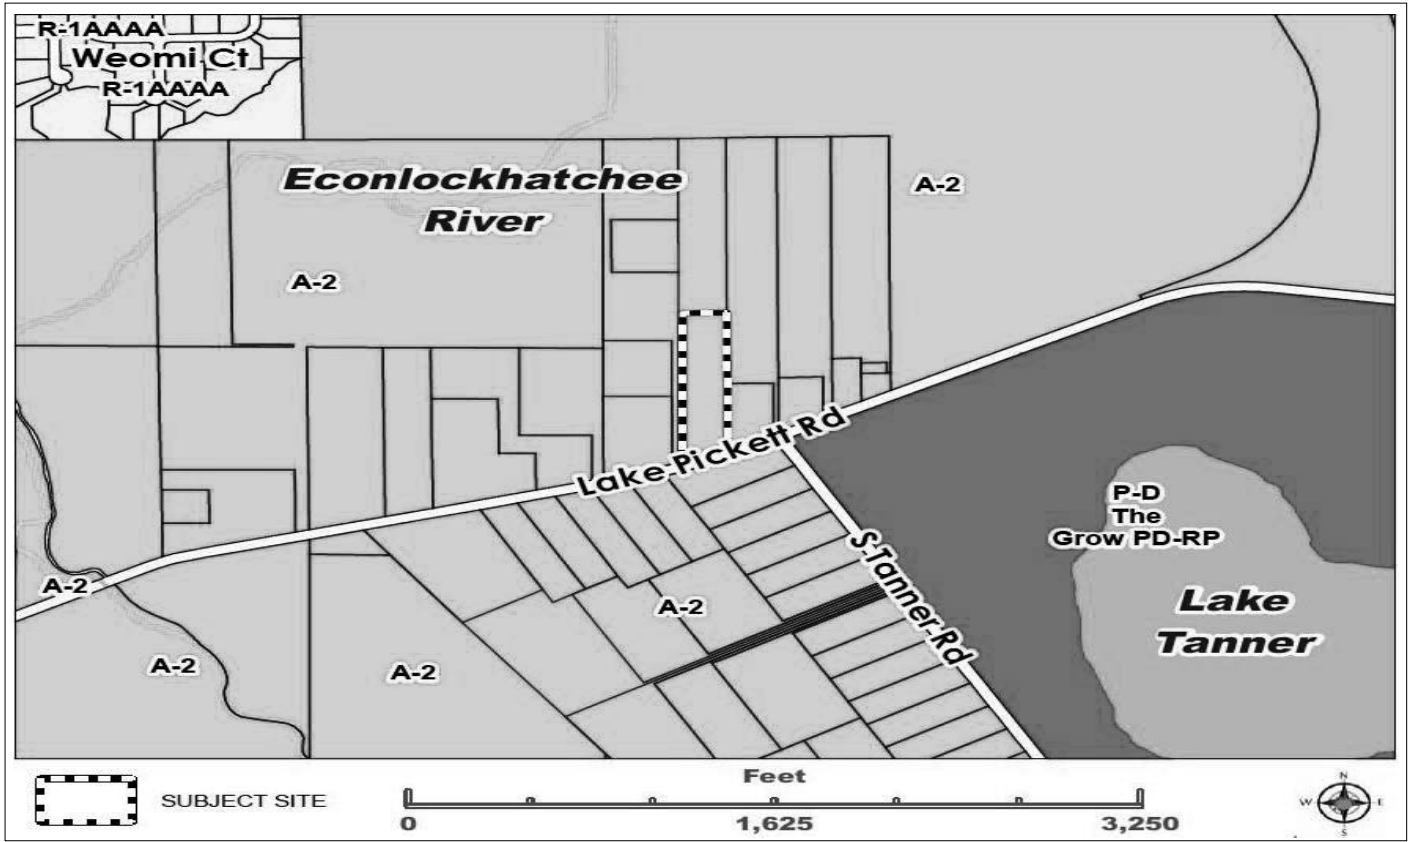 R-1AAAA
Weomi Ct
R-1AAAA
Econlockhatchee
River
A-2
A-2
Lake Pickett Rd
P-D
The
Grow PD-RP
S Tanner Rd
Lake
Tanner
A-2
A-2
A-2
A-2
SUBJECT SITE
Feet
0
1,625
3,250
N
W
E
S